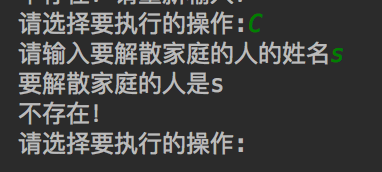 请选择要执行的操作:C
请输入要解散家庭的人的姓名s
要解散家庭的人是s
不存在!
请选择要执行的操作: